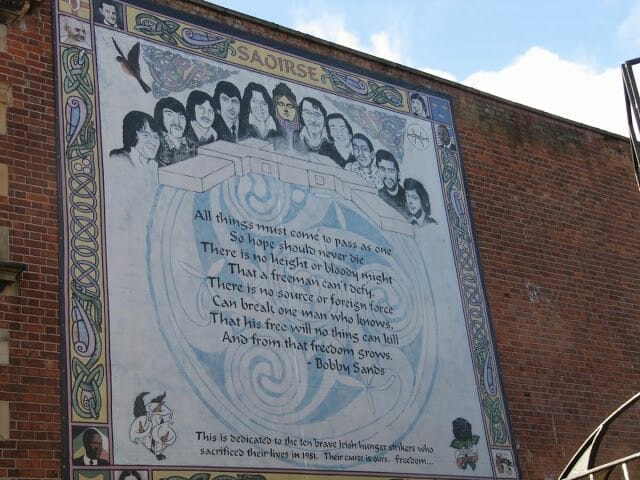 SAOIRSE
All things must come to pass as one
So hope should never die
There is no height or bloody might
That a freeman can't defy.
There is no source or foreign force
Can break one man who knows,
That his free will no thing can kill
And from that freedom grows.
- Bobby Sands
This is dedicated to the ten brave Irish hunger strikers who
sacrificed their lives in 1981. Their cause is ours. freedom...